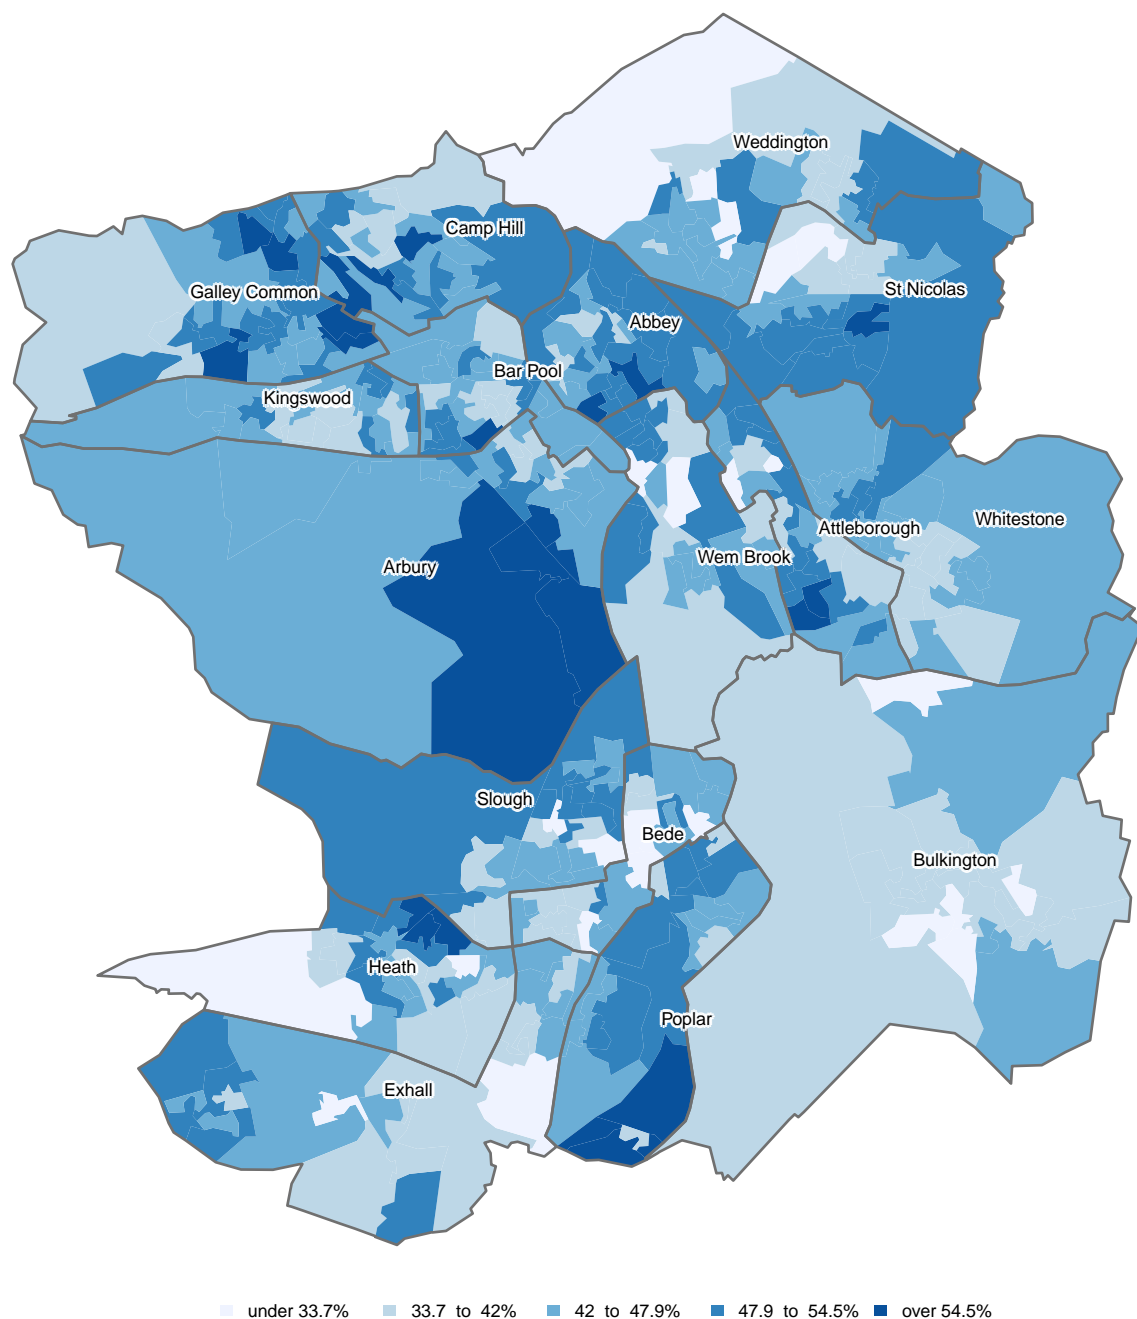 Weddington
Camp Hill
St Nicolas
Galley Common
Abbey
Bar Pool
Kingswood
Whitestone
Attleborough
Wem Brook
Arbury
Slough
Bede
Bulkington
Heath
Poplar
Exhall
under 33.7% 33.7 to 42% 42 to 47.9% 47.9 to 54.5% over 54.5%